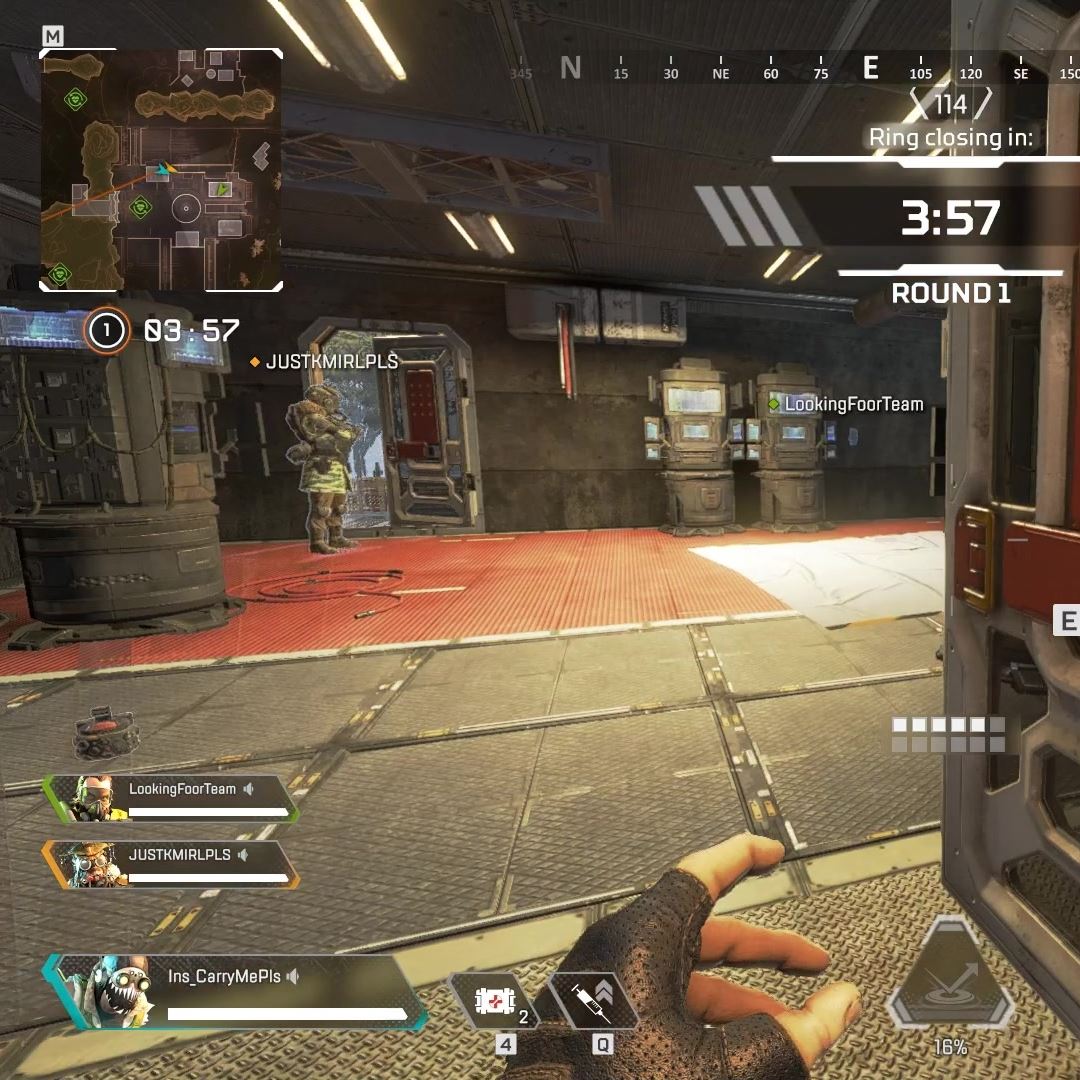 M
345 N 15 30 NE 60 75 E 105 120 SE 150
114
Ring closing in:
3:57
ROUND 1
1 03:57
JUSTKMIRLPLS
LookingFoorTeam
E
LookingFoorTeam
JUSTKMIRLPLS
Ins_CarryMePls
2
4 Q
16%